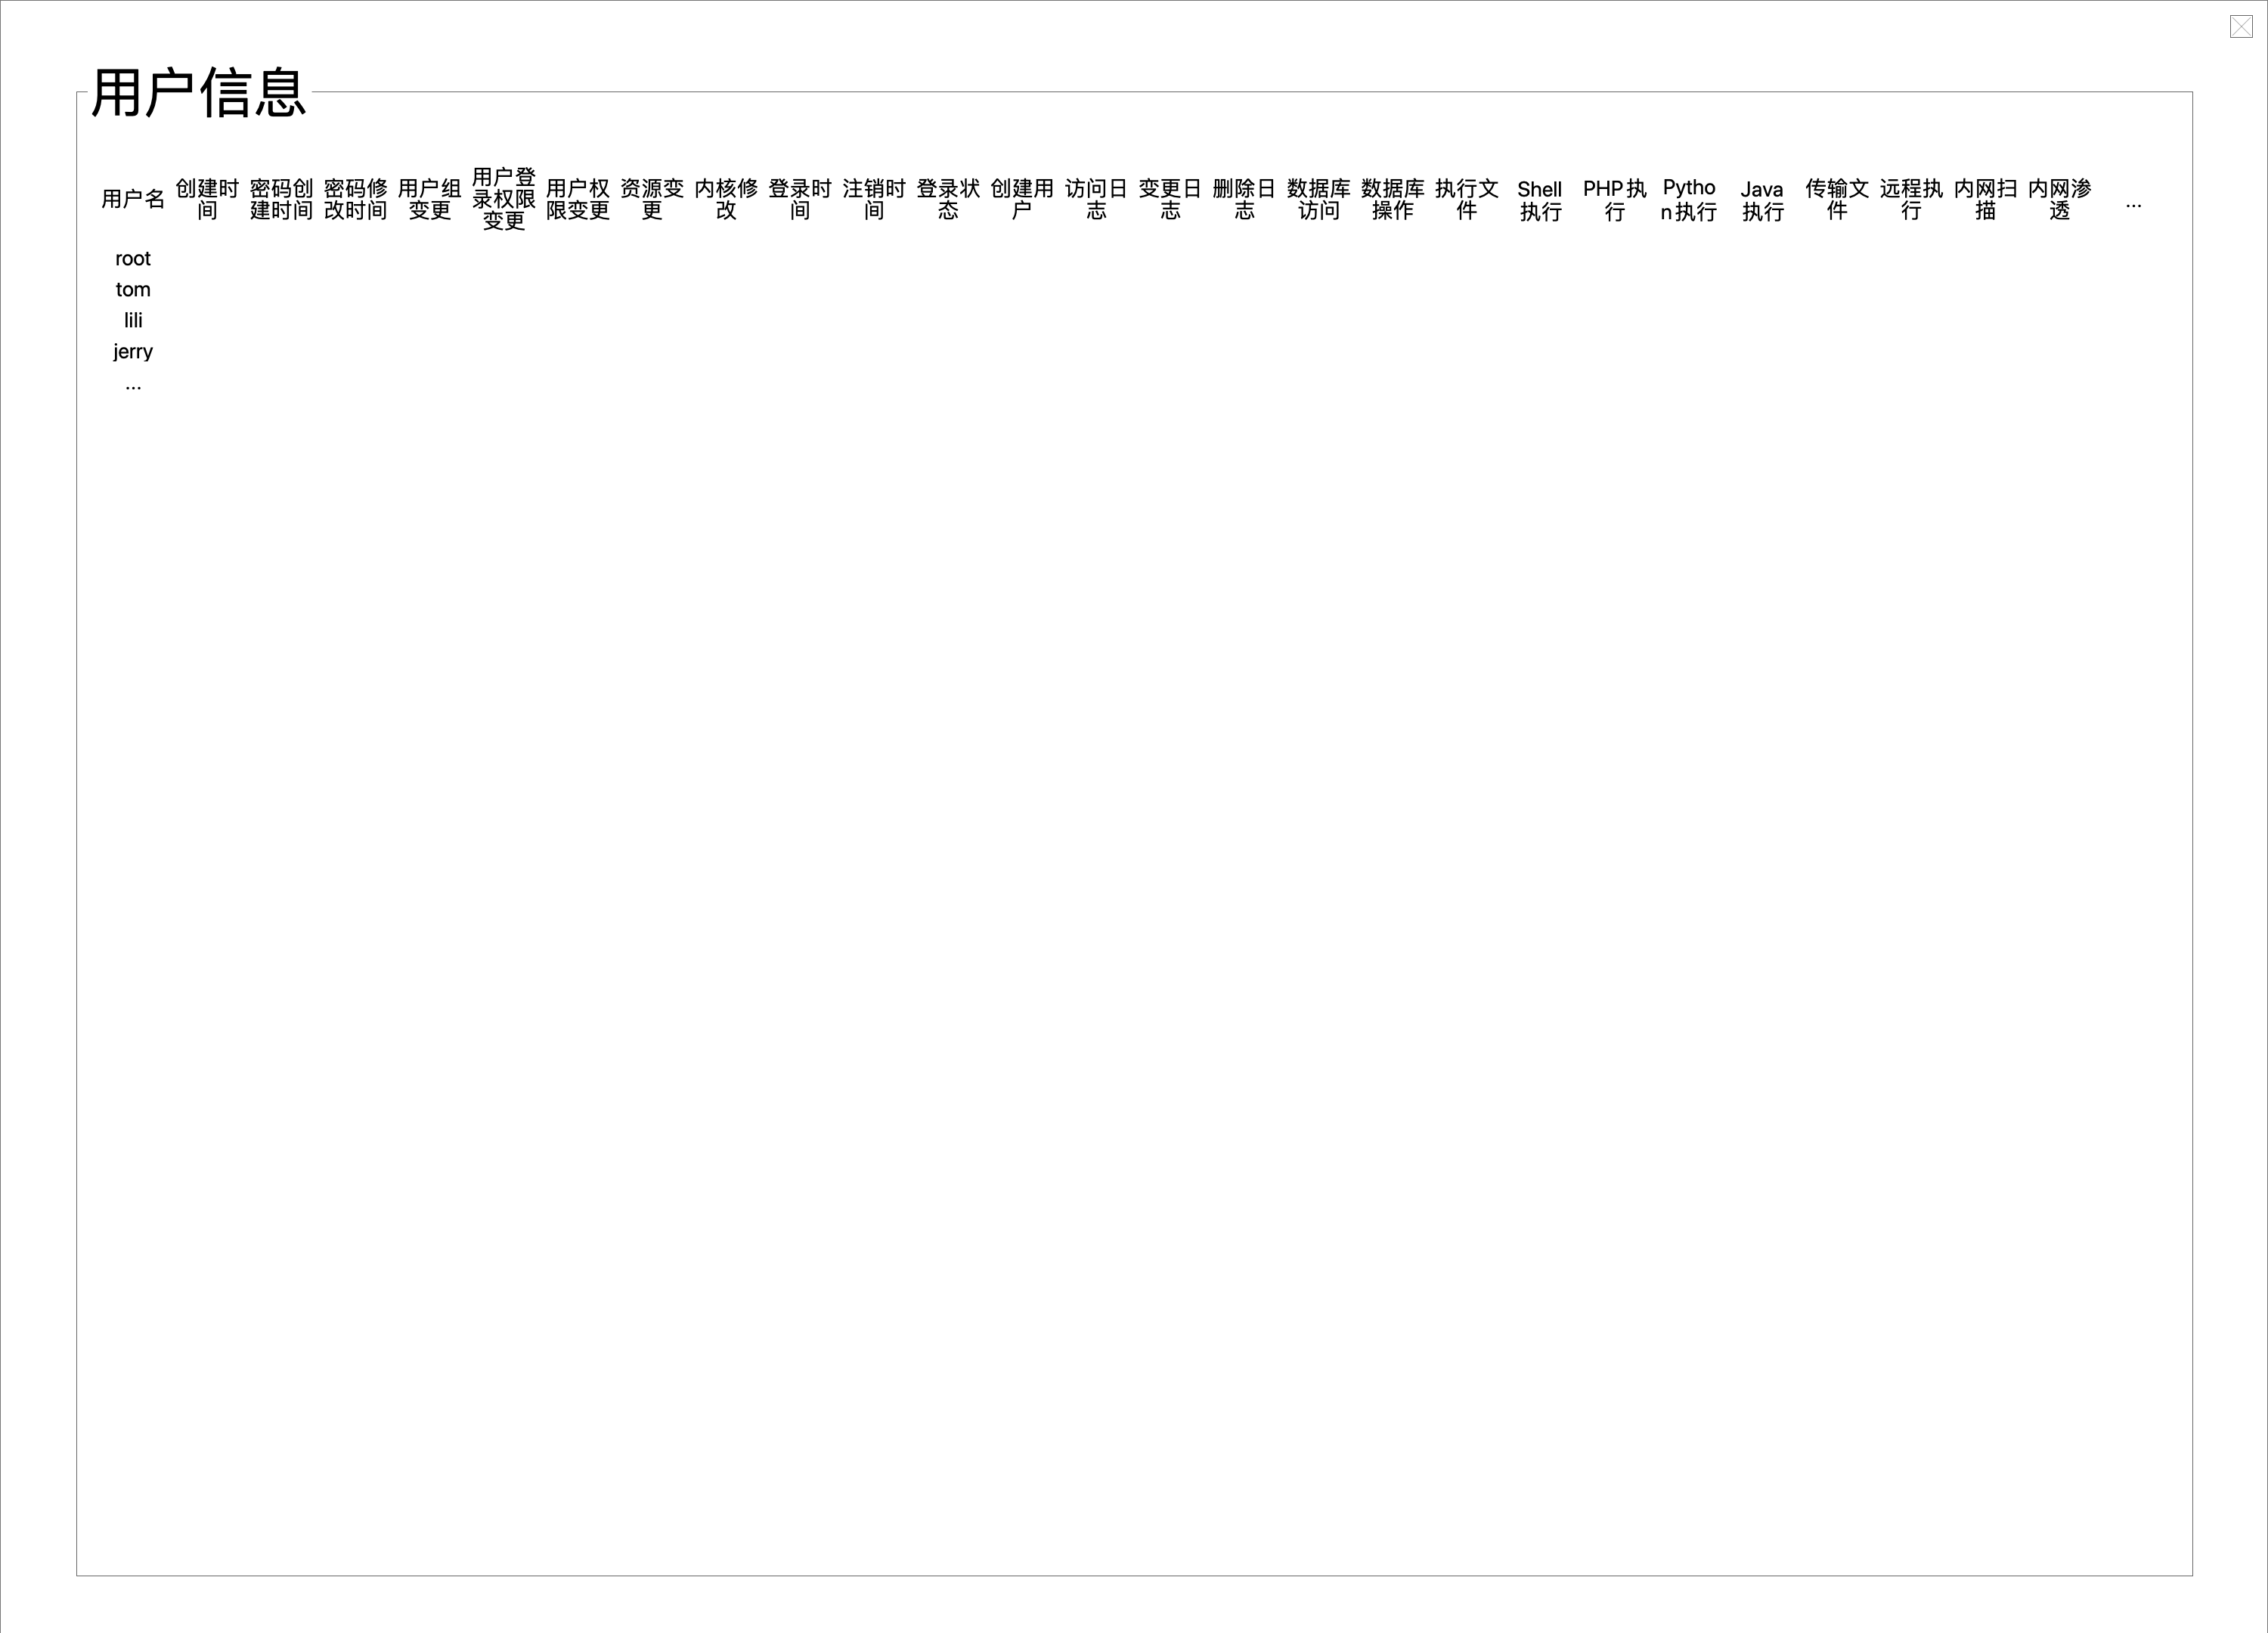 用户信息
用户名 创建时间 密码创建时间 密码修改时间 用户组变更 用户登录权限变更 用户权限变更 资源变更 内核修改 登录时间 注销时间 登录状态 创建用户 访问日志 变更日志 删除日志 数据库访问 数据库操作 执行文件 Shell执行 PHP执行 Python执行 Java执行 传输文件 远程执行 内网扫描 内网渗透 ...
root
tom
lili
jerry
...